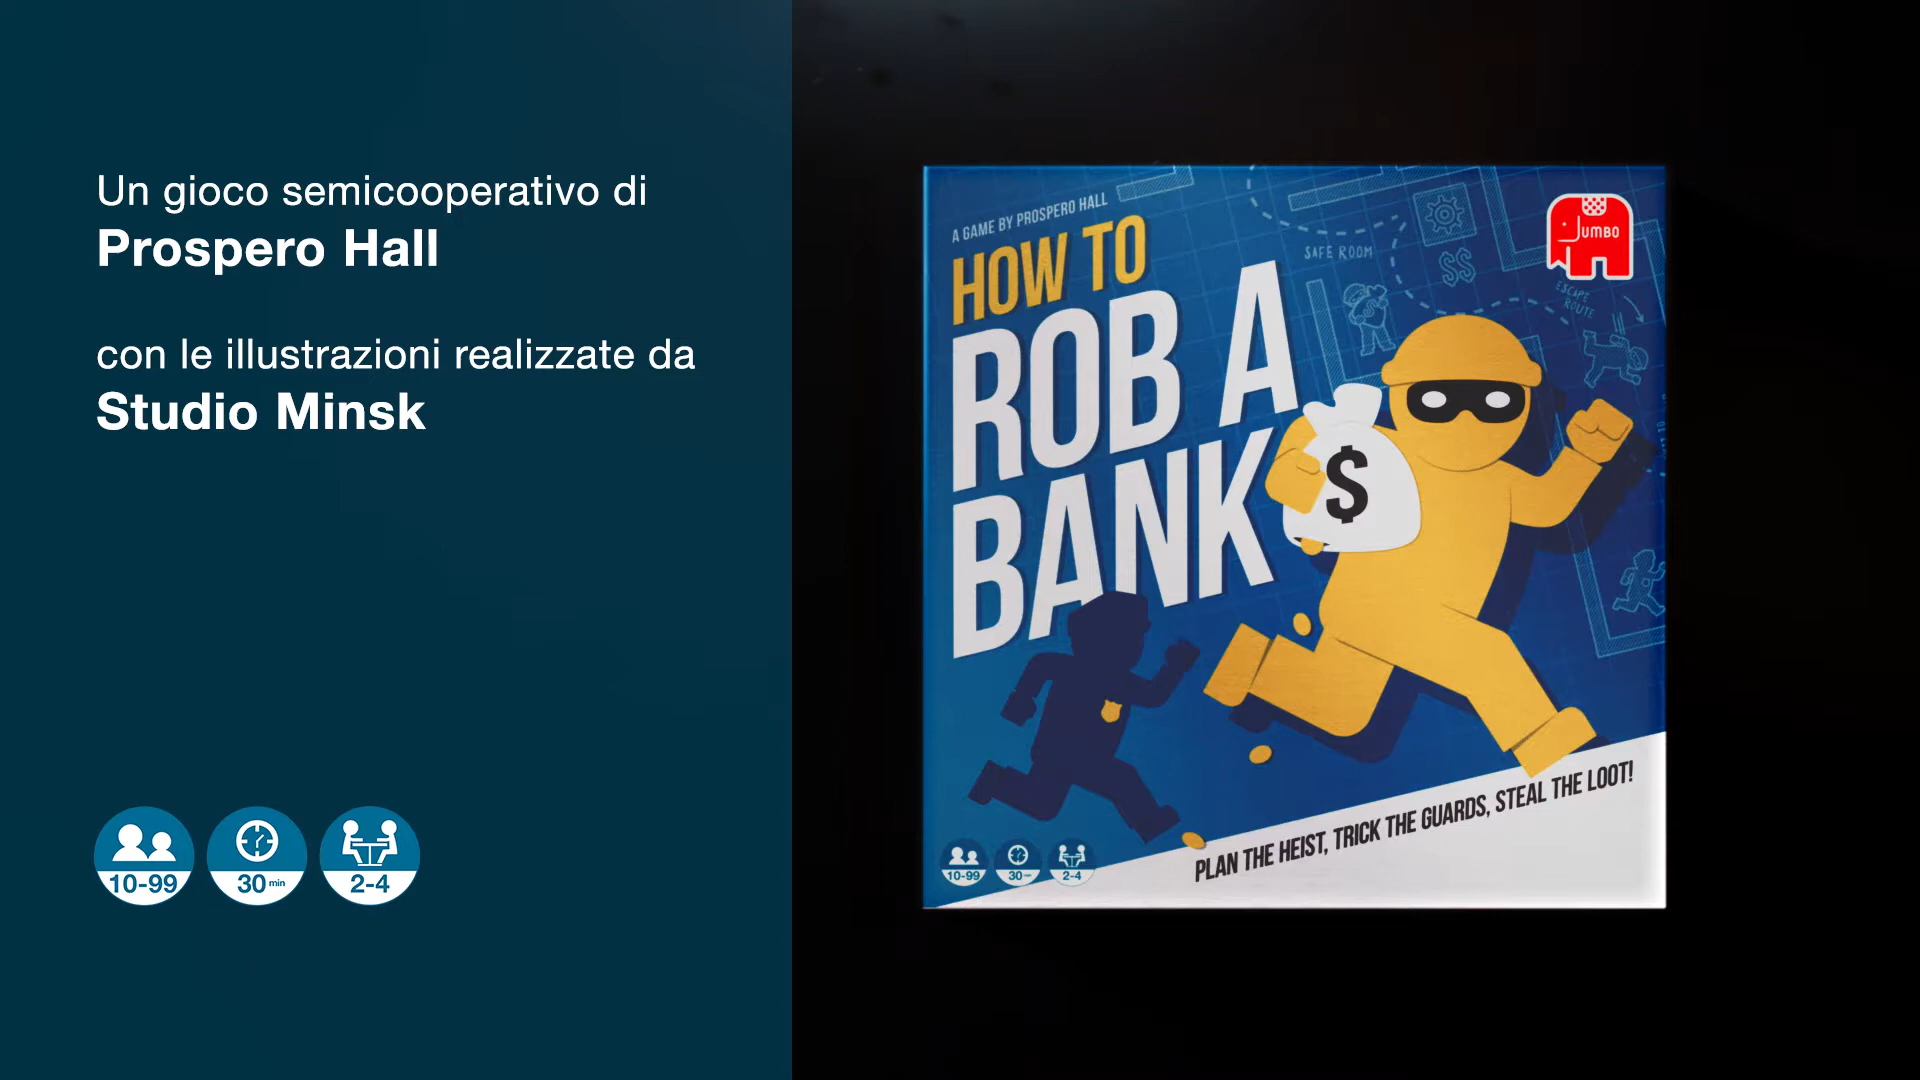 Un gioco semicooperativo di
Prospero Hall
con le illustrazioni realizzate da
Studio Minsk
10-99
30 min
2-4
A GAME BY PROSPERO HALL
HOW TO
ROB A
BANK
JUMBO
SAFE ROOM
$$
ESCAPE
ROUTE
$
PLAN THE HEIST, TRICK THE GUARDS, STEAL THE LOOT!
10-99
30
2-4